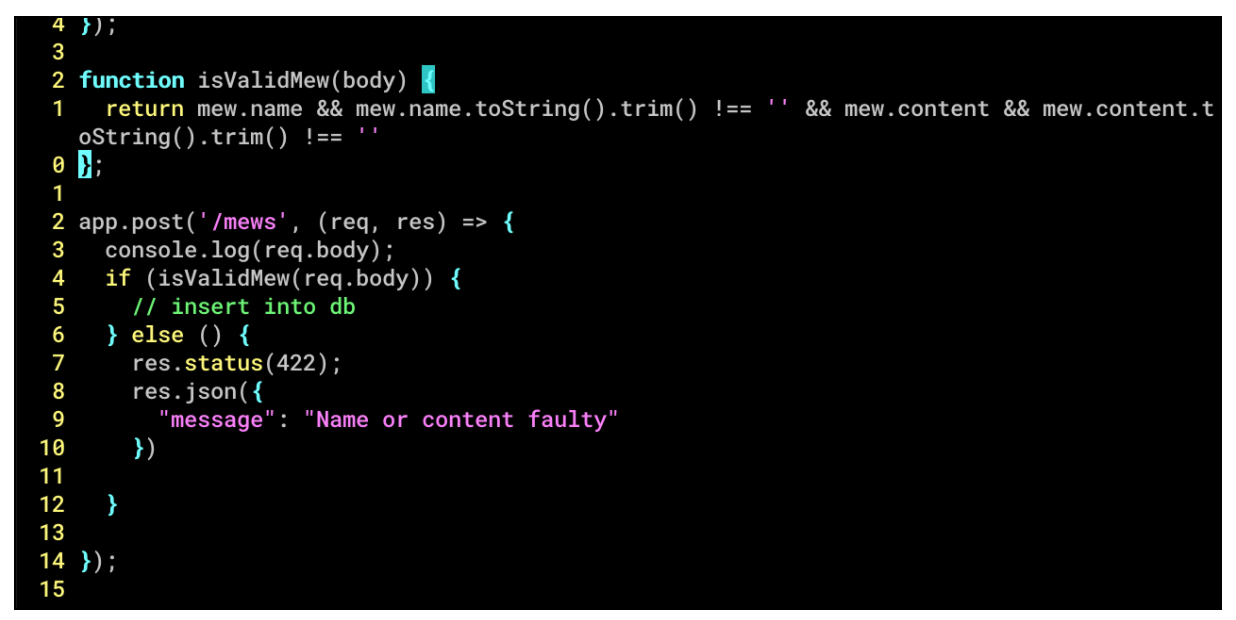 4 });
3
2 function isValidMew(body) {
1   return mew.name && mew.name.toString().trim() !== '' && mew.content && mew.content.t
oString().trim() !== ''
0 };
1
2 app.post('/mews', (req, res) => {
3   console.log(req.body);
4   if (isValidMew(req.body)) {
5     // insert into db
6   } else () {
7     res.status(422);
8     res.json({
9       "message": "Name or content faulty"
10     })
11
12   }
13
14 });
15